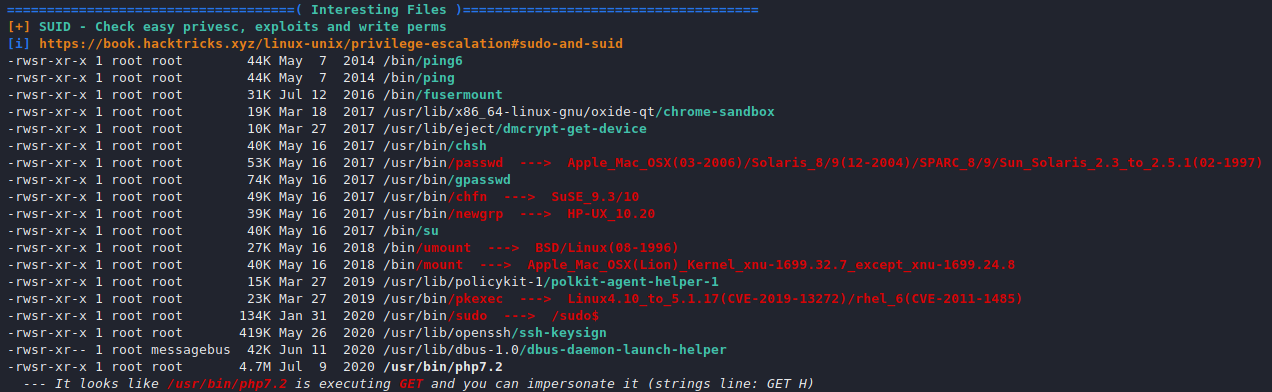 ====================================( Interesting Files )=====================================
[+] SUID - Check easy privesc, exploits and write perms
[i] https://book.hacktricks.xyz/linux-unix/privilege-escalation#sudo-and-suid
-rwsr-xr-x 1 root root        44K May  7  2014 /bin/ping6
-rwsr-xr-x 1 root root        44K May  7  2014 /bin/ping
-rwsr-xr-x 1 root root        31K Jul 12  2016 /bin/fusermount
-rwsr-xr-x 1 root root        19K Mar 18  2017 /usr/lib/x86_64-linux-gnu/oxide-qt/chrome-sandbox
-rwsr-xr-x 1 root root        10K Mar 27  2017 /usr/lib/eject/dmcrypt-get-device
-rwsr-xr-x 1 root root        40K May 16  2017 /usr/bin/chsh
-rwsr-xr-x 1 root root        53K May 16  2017 /usr/bin/passwd  --->  Apple_Mac_OSX(03-2006)/Solaris_8/9(12-2004)/SPARC_8/9/Sun_Solaris_2.3_to_2.5.1(02-1997)
-rwsr-xr-x 1 root root        74K May 16  2017 /usr/bin/gpasswd
-rwsr-xr-x 1 root root        49K May 16  2017 /usr/bin/chfn  --->  SuSE_9.3/10
-rwsr-xr-x 1 root root        39K May 16  2017 /usr/bin/newgrp  --->  HP-UX_10.20
-rwsr-xr-x 1 root root        40K May 16  2017 /bin/su
-rwsr-xr-x 1 root root        27K May 16  2018 /bin/umount  --->  BSD/Linux(08-1996)
-rwsr-xr-x 1 root root        40K May 16  2018 /bin/mount  --->  Apple_Mac_OSX(Lion)_Kernel_xnu-1699.32.7_except_xnu-1699.24.8
-rwsr-xr-x 1 root root        15K Mar 27  2019 /usr/lib/policykit-1/polkit-agent-helper-1
-rwsr-xr-x 1 root root        23K Mar 27  2019 /usr/bin/pkexec  --->  Linux4.10_to_5.1.17(CVE-2019-13272)/rhel_6(CVE-2011-1485)
-rwsr-xr-x 1 root root       134K Jan 31  2020 /usr/bin/sudo  --->  /sudo$
-rwsr-xr-x 1 root root       419K May 26  2020 /usr/lib/openssh/ssh-keysign
-rwsr-xr-- 1 root messagebus  42K Jun 11  2020 /usr/lib/dbus-1.0/dbus-daemon-launch-helper
-rwsr-xr-x 1 root root       4.7M Jul  9  2020 /usr/bin/php7.2
  --- It looks like /usr/bin/php7.2 is executing GET and you can impersonate it (strings line: GET H)